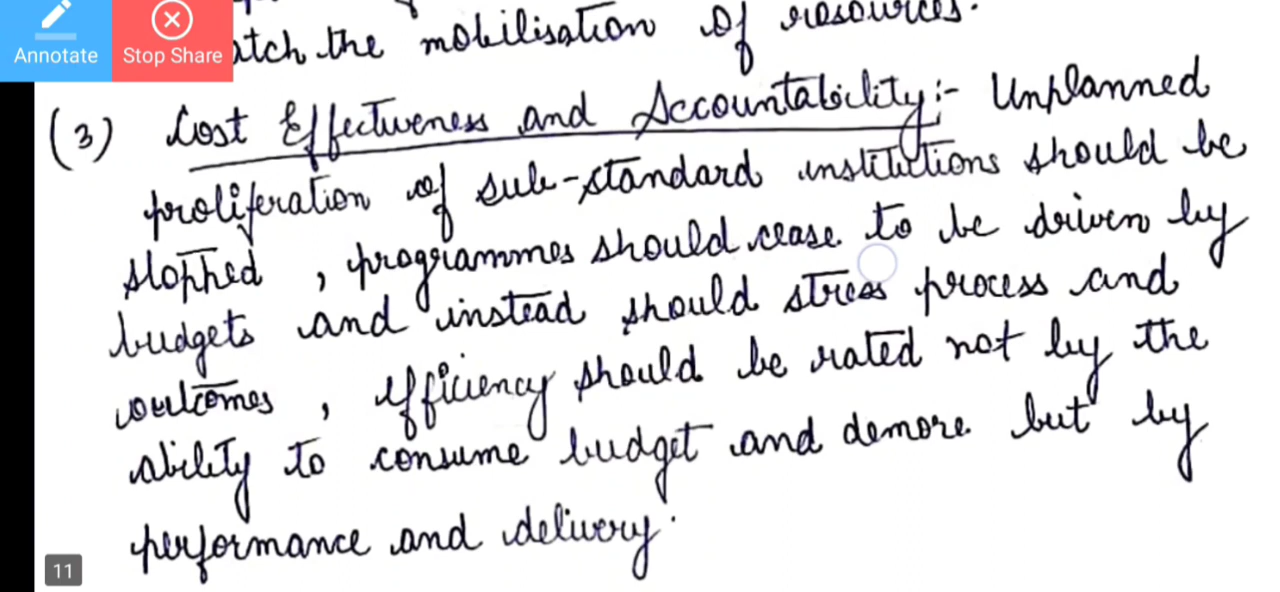 Annotate
Stop Share
atch the mobilisation of resources.
(3) Cost Effectiveness and Accountability:- Unplanned
proliferation of sub-standard institutions should be
stopped, programmes should cease to be driven by
budgets and instead should stress process and
outcomes, efficiency should be rated not by the
ability to consume budget and demore but by
performance and delivery.
11